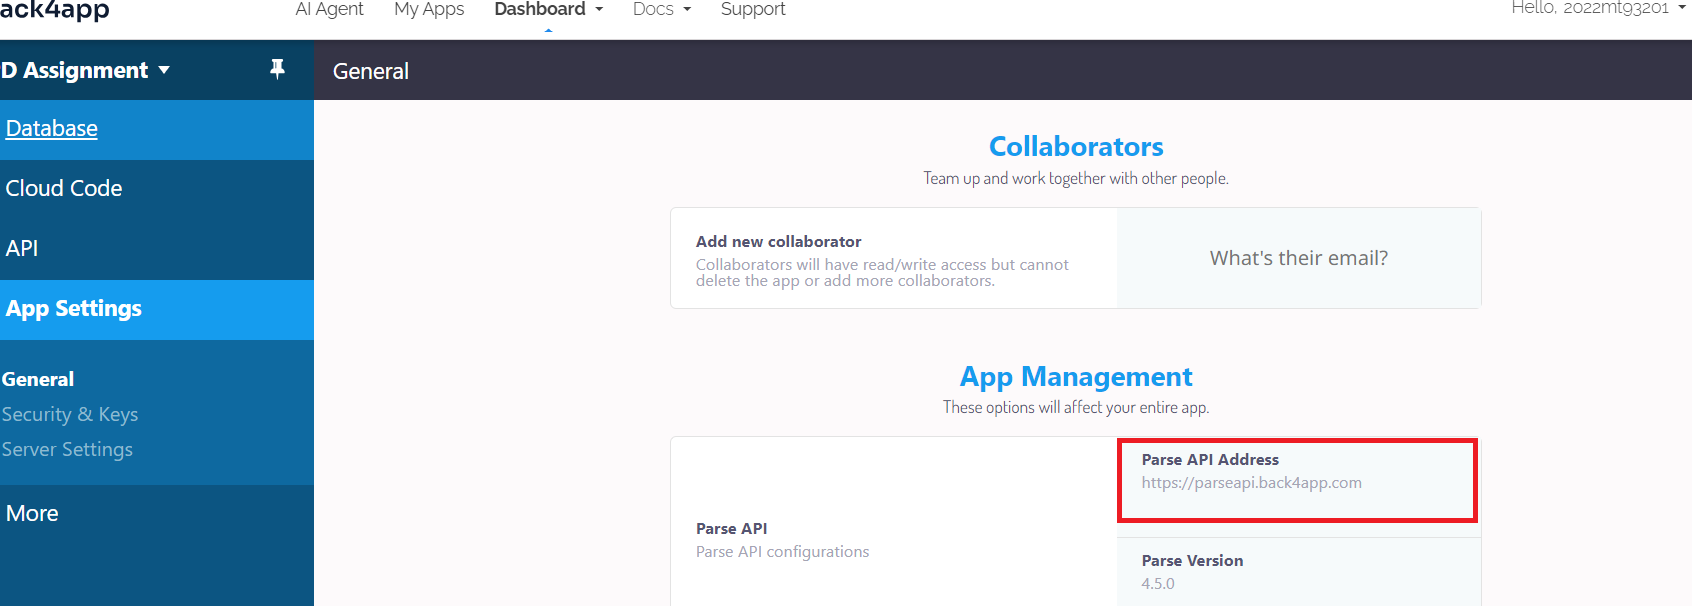 ack4app
AI Agent My Apps Dashboard Docs Support
Hello, 2022mt93201
D Assignment
General
Database
Cloud Code
API
App Settings
General
Security & Keys
Server Settings
More
Collaborators
Team up and work together with other people.
Add new collaborator
Collaborators will have read/write access but cannot
delete the app or add more collaborators.
What's their email?
App Management
These options will affect your entire app.
Parse API
Parse API configurations
Parse API Address
https://parseapi.back4app.com
Parse Version
4.5.0